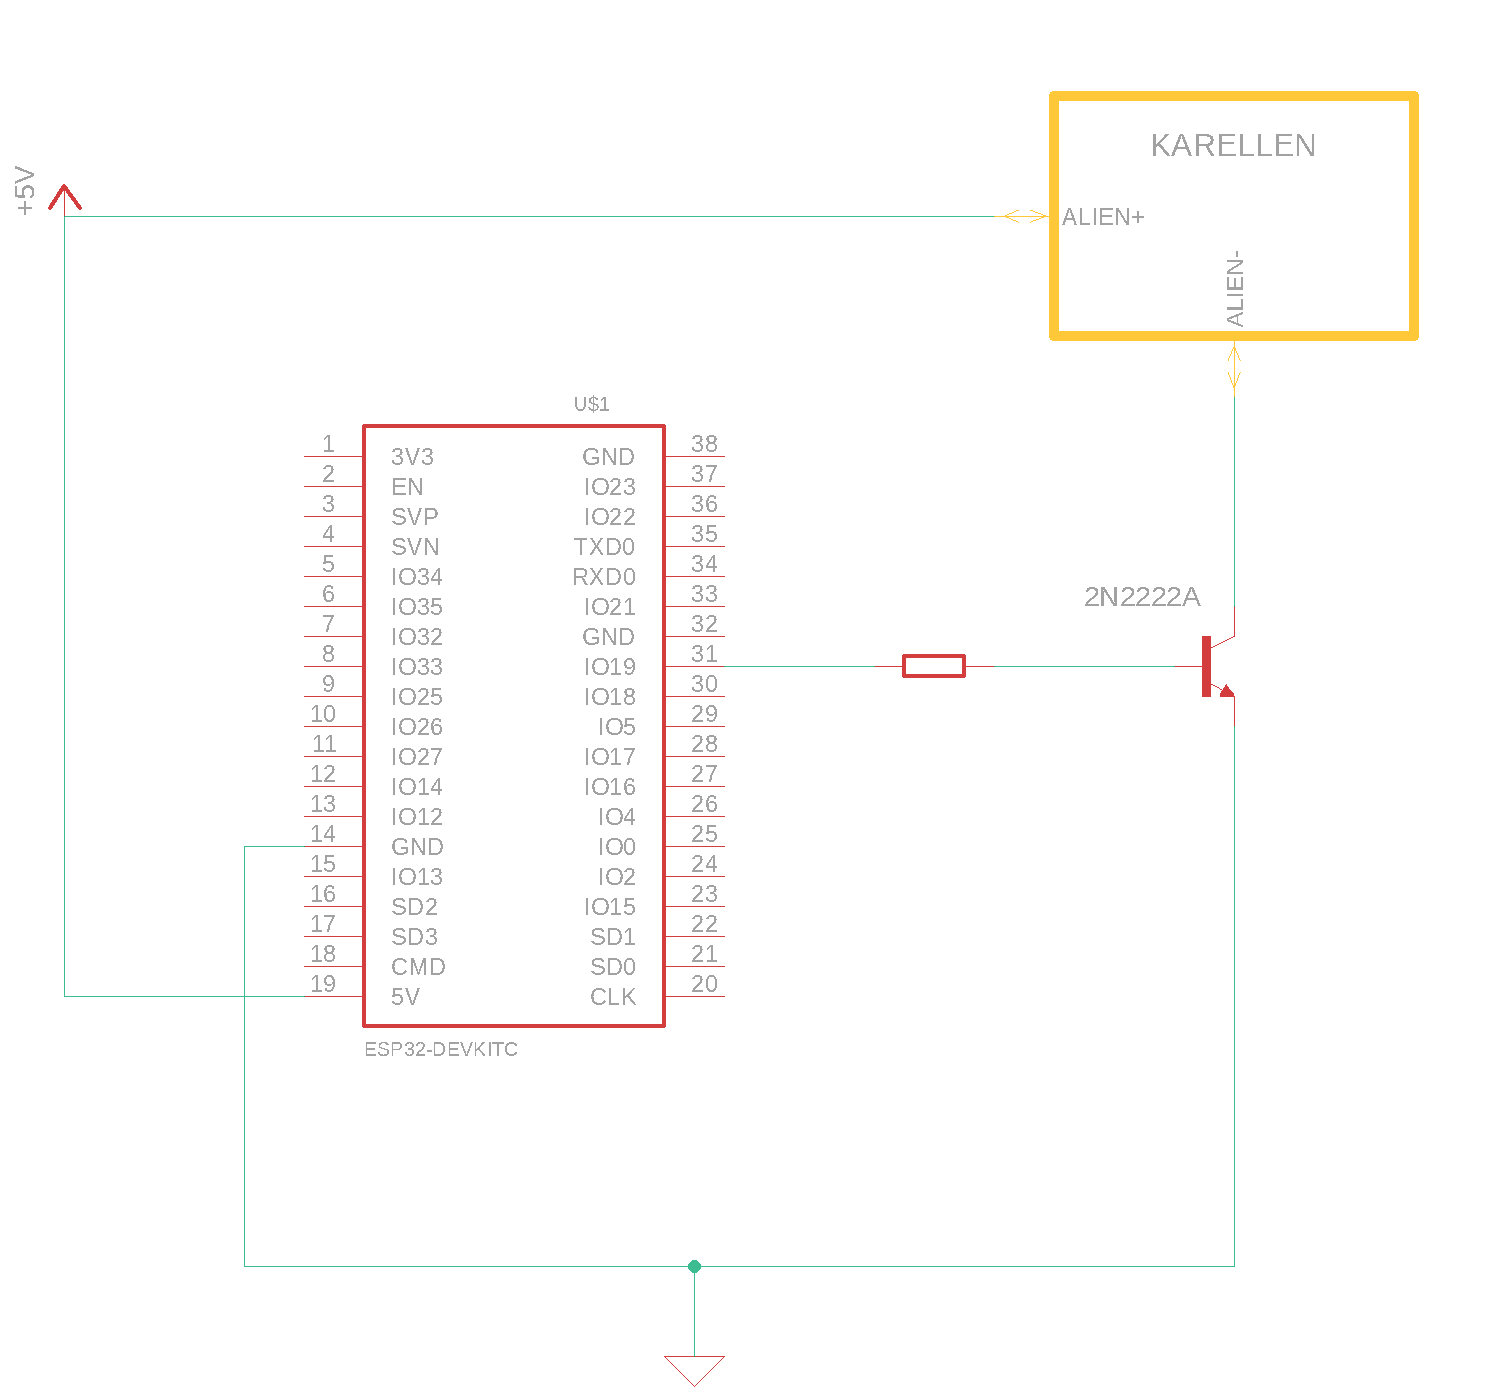 KARELLEN
+5V
ALIEN+
ALIEN-
U$1
1 3V3 GND 38
2 EN IO23 37
3 SVP IO22 36
4 SVN TXD0 35
5 IO34 RXD0 34
6 IO35 IO21 33
7 IO32 GND 32
8 IO33 IO19 31
9 IO25 IO18 30
10 IO26 IO5 29
11 IO27 IO17 28
12 IO14 IO16 27
13 IO12 IO4 26
14 GND IO0 25
15 IO13 IO2 24
16 SD2 IO15 23
17 SD3 SD1 22
18 CMD SD0 21
19 5V CLK 20
2N2222A
ESP32-DEVKITC